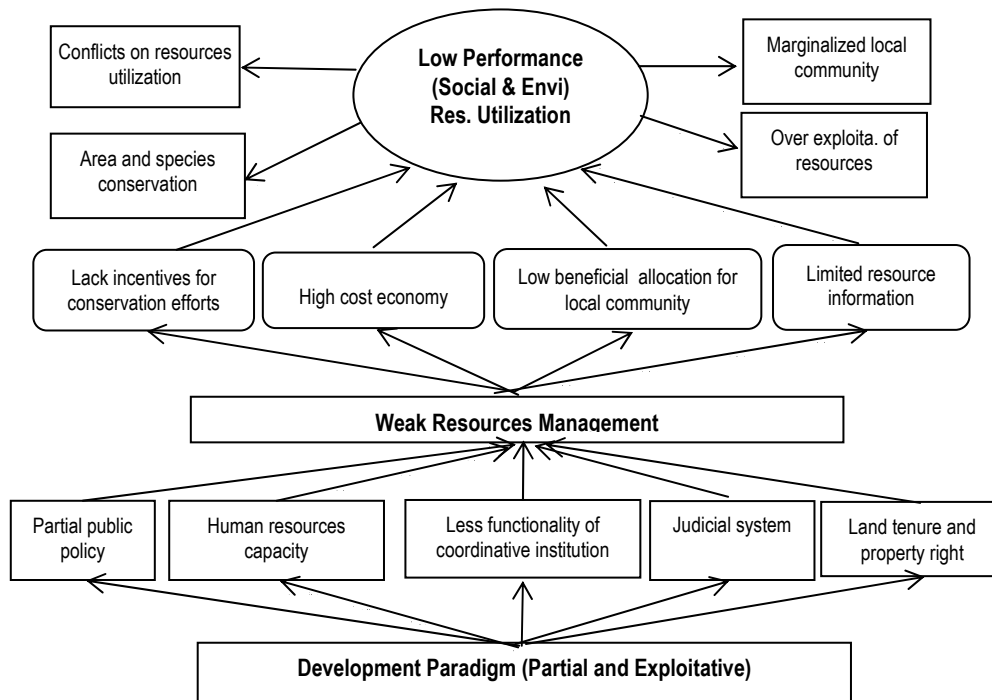 Conflicts on resources
utilization
Low Performance
(Social & Envi)
Res. Utilization
Marginalized local
community
Area and species
conservation
Over exploita. of
resources
Lack incentives for
conservation efforts
High cost economy
Low beneficial allocation for
local community
Limited resource
information
Weak Resources Management
Partial public
policy
Human resources
capacity
Less functionality of
coordinative institution
Judicial system
Land tenure and
property right
Development Paradigm (Partial and Exploitative)